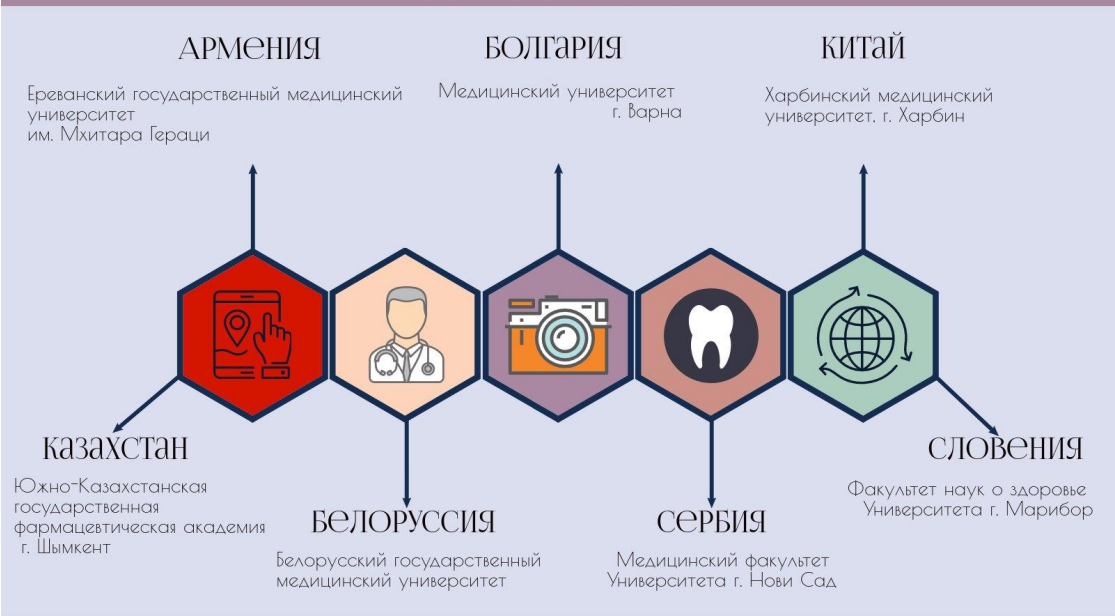 АРМЕНИЯ
Ереванский государственный медицинский
университет
им. Мхитара Гераци
БОЛГАРИЯ
Медицинский университет
г. Варна
КИТАЙ
Харбинский медицинский
университет, г. Харбин
КАЗАХСТАН
Южно-Казахстанская
государственная
фармацевтическая академия
г. Шымкент
БЕЛОРУССИЯ
Белорусский государственный
медицинский университет
СЕРБИЯ
Медицинский факультет
Университета г. Нови Сад
СЛОВЕНИЯ
Факультет наук о здоровье
Университета г. Марибор